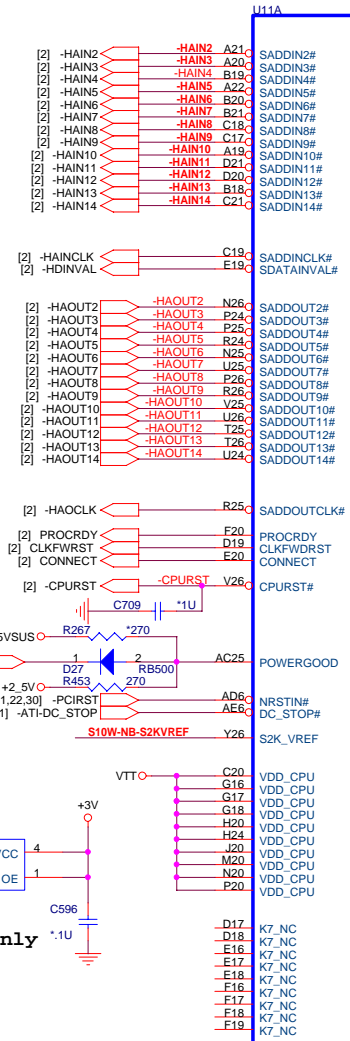 U11A
[2] -HAIN2 -HAIN2 A21 SADDIN2#
[2] -HAIN3 -HAIN3 A20 SADDIN3#
[2] -HAIN4 -HAIN4 B19 SADDIN4#
[2] -HAIN5 -HAIN5 A22 SADDIN5#
[2] -HAIN6 -HAIN6 B20 SADDIN6#
[2] -HAIN7 -HAIN7 B21 SADDIN7#
[2] -HAIN8 -HAIN8 C18 SADDIN8#
[2] -HAIN9 -HAIN9 C17 SADDIN9#
[2] -HAIN10 -HAIN10 A19 SADDIN10#
[2] -HAIN11 -HAIN11 D21 SADDIN11#
[2] -HAIN12 -HAIN12 D20 SADDIN12#
[2] -HAIN13 -HAIN13 B18 SADDIN13#
[2] -HAIN14 -HAIN14 C21 SADDIN14#
[2] -HAINCLK C19 SADDINCLK#
[2] -HDINVAL E19 SDATAINVAL#
[2] -HAOUT2 -HAOUT2 N26 SADDOUT2#
[2] -HAOUT3 -HAOUT3 P24 SADDOUT3#
[2] -HAOUT4 -HAOUT4 P25 SADDOUT4#
[2] -HAOUT5 -HAOUT5 R24 SADDOUT5#
[2] -HAOUT6 -HAOUT6 N25 SADDOUT6#
[2] -HAOUT7 -HAOUT7 U25 SADDOUT7#
[2] -HAOUT8 -HAOUT8 P26 SADDOUT8#
[2] -HAOUT9 -HAOUT9 R26 SADDOUT9#
[2] -HAOUT10 -HAOUT10 V25 SADDOUT10#
[2] -HAOUT11 -HAOUT11 U26 SADDOUT11#
[2] -HAOUT12 -HAOUT12 T25 SADDOUT12#
[2] -HAOUT13 -HAOUT13 T26 SADDOUT13#
[2] -HAOUT14 -HAOUT14 U24 SADDOUT14#
[2] -HAOCLK R25 SADDOUTCLK#
[2] PROCRDY F20 PROCRDY
[2] CLKFWRST D19 CLKFWDRST
[2] CONNECT E20 CONNECT
[2] -CPURST -CPURST V26 CPURST#
C709 *1U
5VSUS R267 *270
D27 1 2 RB500 AC25 POWERGOOD
+2_5V R453 270
1,22,30] -PCIRST AD6 NRSTIN#
1] -ATI-DC_STOP AE6 DC_STOP#
S10W-NB-S2KVREF Y26 S2K_VREF
VTT C20 VDD_CPU
G16 VDD_CPU
G17 VDD_CPU
G18 VDD_CPU
H20 VDD_CPU
H24 VDD_CPU
J20 VDD_CPU
M20 VDD_CPU
N20 VDD_CPU
P20 VDD_CPU
+3V
VCC 4
OE 1
C596
*.1U
nly
D17 K7_NC
D18 K7_NC
E16 K7_NC
E17 K7_NC
E18 K7_NC
F16 K7_NC
F17 K7_NC
F18 K7_NC
F19 K7_NC